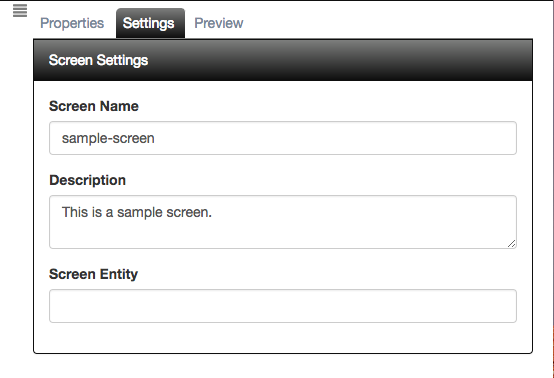 Properties Settings Preview
Screen Settings
Screen Name
sample-screen
Description
This is a sample screen.
Screen Entity